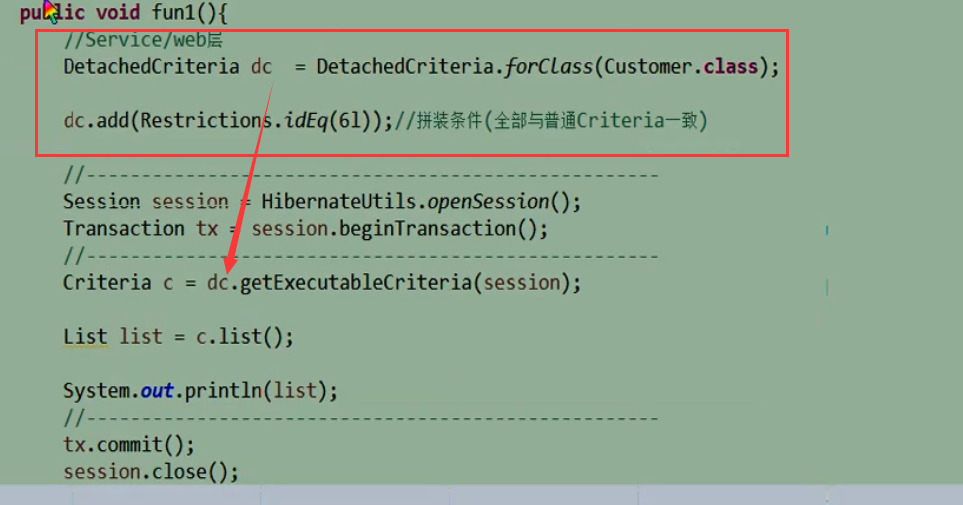 public void fun1(){
//Service/web层
DetachedCriteria dc = DetachedCriteria.forClass(Customer.class);
dc.add(Restrictions.idEq(6l));//拼装条件(全部与普通Criteria一致)
//----------------------------------------------------
Session session = HibernateUtils.openSession();
Transaction tx = session.beginTransaction();
//----------------------------------------------------
Criteria c = dc.getExecutableCriteria(session);
List list = c.list();
System.out.println(list);
//----------------------------------------------------
tx.commit();
session.close();